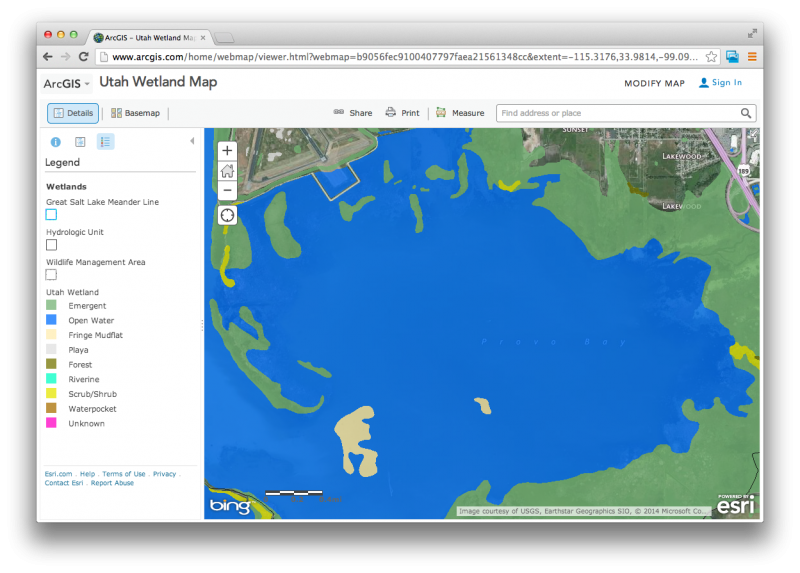 ArcGIS - Utah Wetland Ma
www.arcgis.com/home/webmap/viewer.html?webmap=b9056fec9100407797faea21561348cc&extent=-115.3176,33.9814,-99.09...
ArcGIS
Utah Wetland Map
MODIFY MAP
Sign In
Details
Basemap
Share
Print
Measure
Find address or place
Legend
Wetlands
Great Salt Lake Meander Line
Hydrologic Unit
Wildlife Management Area
Utah Wetland
Emergent
Open Water
Fringe Mudflat
Playa
Forest
Riverine
Scrub/Shrub
Waterpocket
Unknown
Esri.com . Help . Terms of Use . Privacy .
Contact Esri . Report Abuse
SUNSET
LAKEWOOD
189
LAKEWOOD
Provo Bay
bing
Image courtesy of USGS, Earthstar Geographics SIO, © 2014 Microsoft Co...
POWERED BY
esri